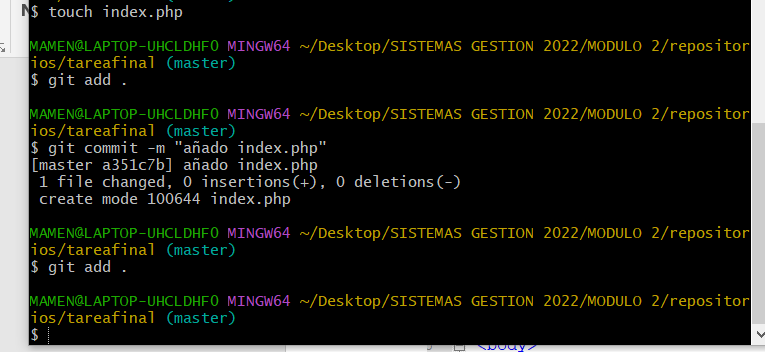 $ touch index.php
MAMEN@LAPTOP-UHCLDHF0 MINGW64 ~/Desktop/SISTEMAS GESTION 2022/MODULO 2/repositor
ios/tareafinal (master)
$ git add .
MAMEN@LAPTOP-UHCLDHF0 MINGW64 ~/Desktop/SISTEMAS GESTION 2022/MODULO 2/repositor
ios/tareafinal (master)
$ git commit -m "añado index.php"
[master a351c7b] añado index.php
1 file changed, 0 insertions(+), 0 deletions(-)
create mode 100644 index.php
MAMEN@LAPTOP-UHCLDHF0 MINGW64 ~/Desktop/SISTEMAS GESTION 2022/MODULO 2/repositor
ios/tareafinal (master)
$ git add .
MAMEN@LAPTOP-UHCLDHF0 MINGW64 ~/Desktop/SISTEMAS GESTION 2022/MODULO 2/repositor
ios/tareafinal (master)
$
<body>